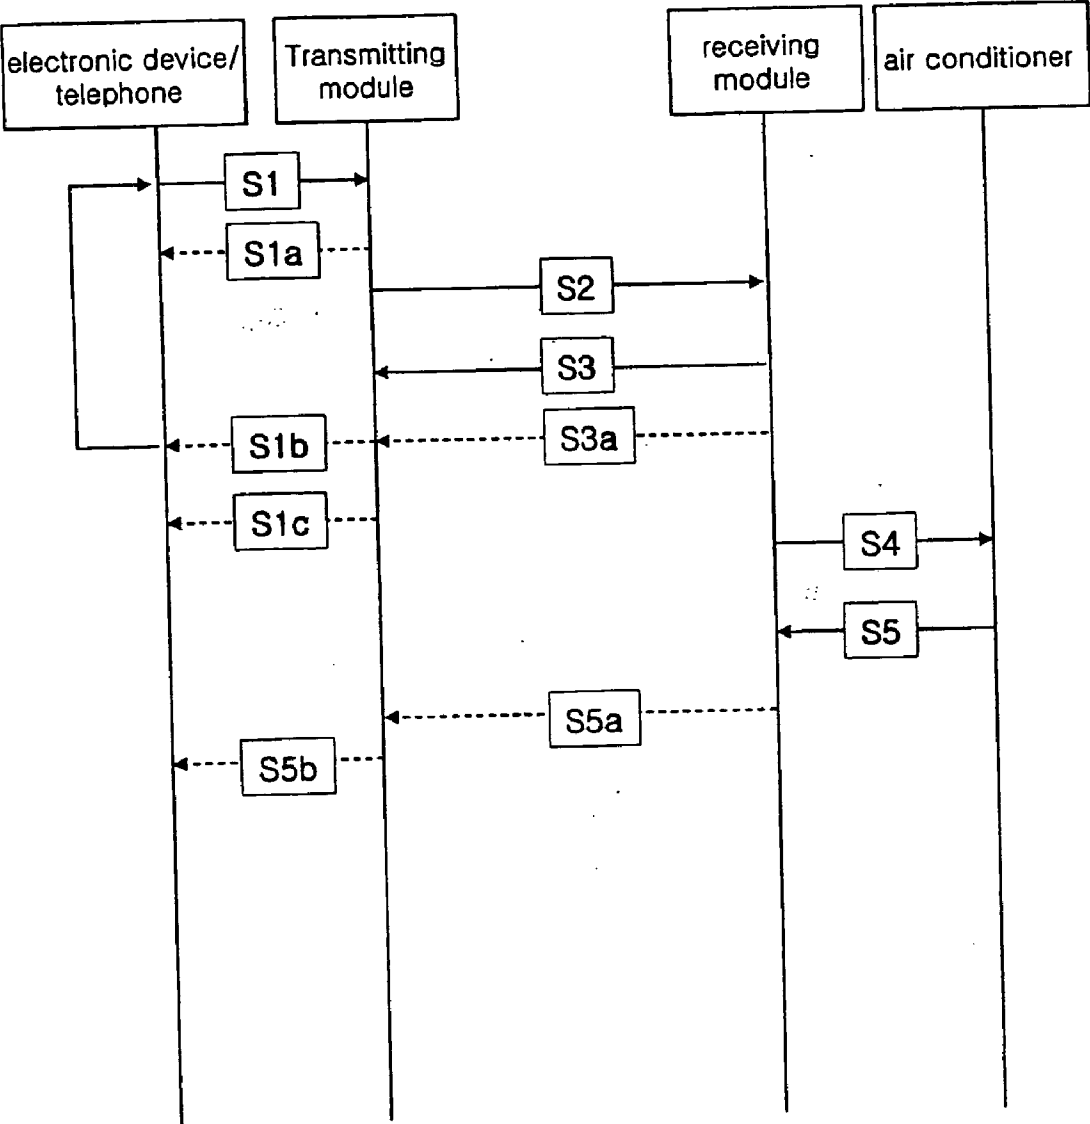 electronic device/
telephone
Transmitting
module
receiving
module
air conditioner
S1
S1a
S2
S3
S1b
S3a
S1c
S4
S5
S5a
S5b